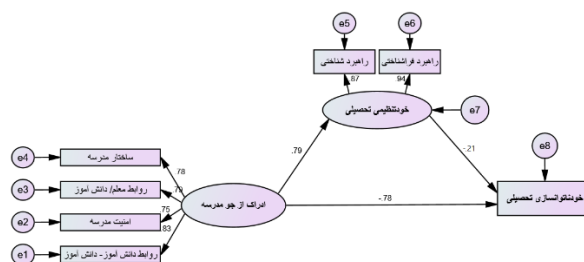 e5
e6
راهبرد شناختی
راهبرد فراشناختی
.87
.94
خودتنظیمی تحصیلی
e7
e8
.79
-.21
e4
ساختار مدرسه
.78
e3
روابط معلم/ دانش آموز
e2
امنیت مدرسه
.75
ادراک از جو مدرسه
-.78
خودناتوانسازی تحصیلی
.83
e1
روابط دانش آموز- دانش آموز